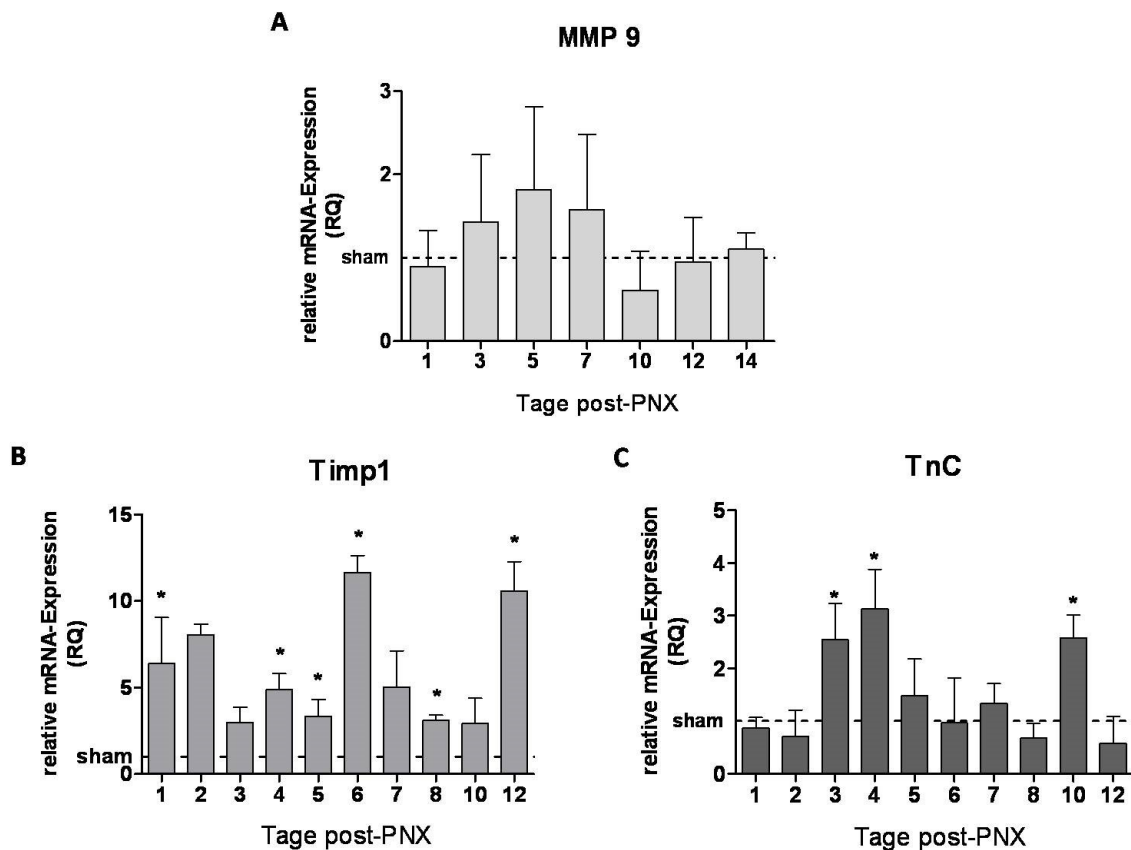 A
MMP 9
relative mRNA-Expression
(RQ)
3
2
sham
0
1 3 5 7 10 12 14
Tage post-PNX
B
Timp1
relative mRNA-Expression
(RQ)
15
*
*
10
*
*
5
*
*
sham
0
1 2 3 4 5 6 7 8 10 12
Tage post-PNX
C
TnC
relative mRNA-Expression
(RQ)
5
4
*
*
*
3
2
sham
0
1 2 3 4 5 6 7 8 10 12
Tage post-PNX